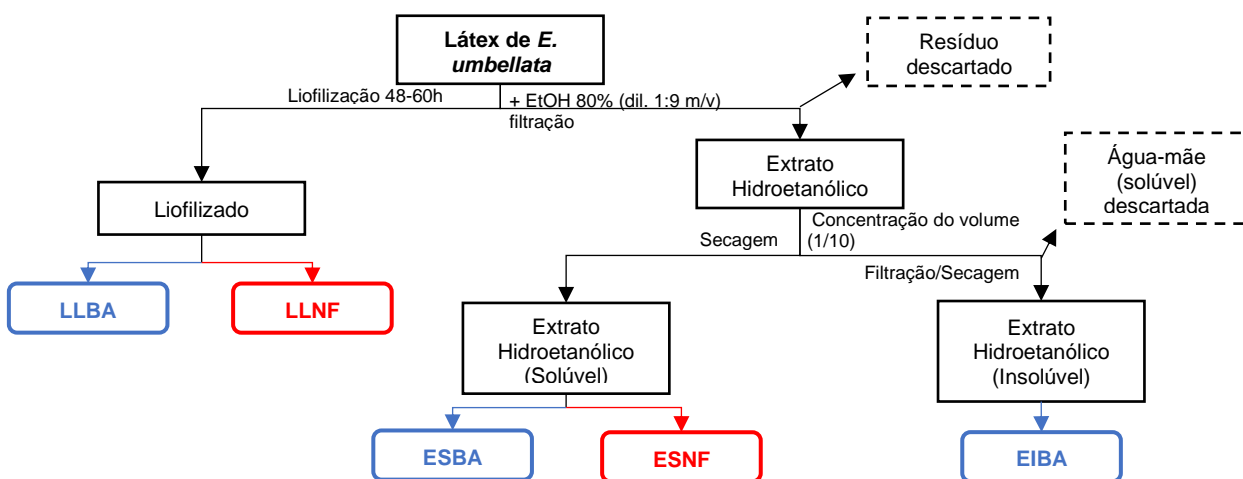 Látex de E.
umbellata
Resíduo
descartado
Liofilização 48-60h
+ EtOH 80% (dil. 1:9 m/v)
filtração
Água-mãe
(solúvel)
descartada
Extrato
Hidroetanólico
Liofilizado
Secagem
Concentração do volume
(1/10)
Filtração/Secagem
LLBA
LLNF
Extrato
Hidroetanólico
(Solúvel)
Extrato
Hidroetanólico
(Insolúvel)
ESBA
ESNF
EIBA